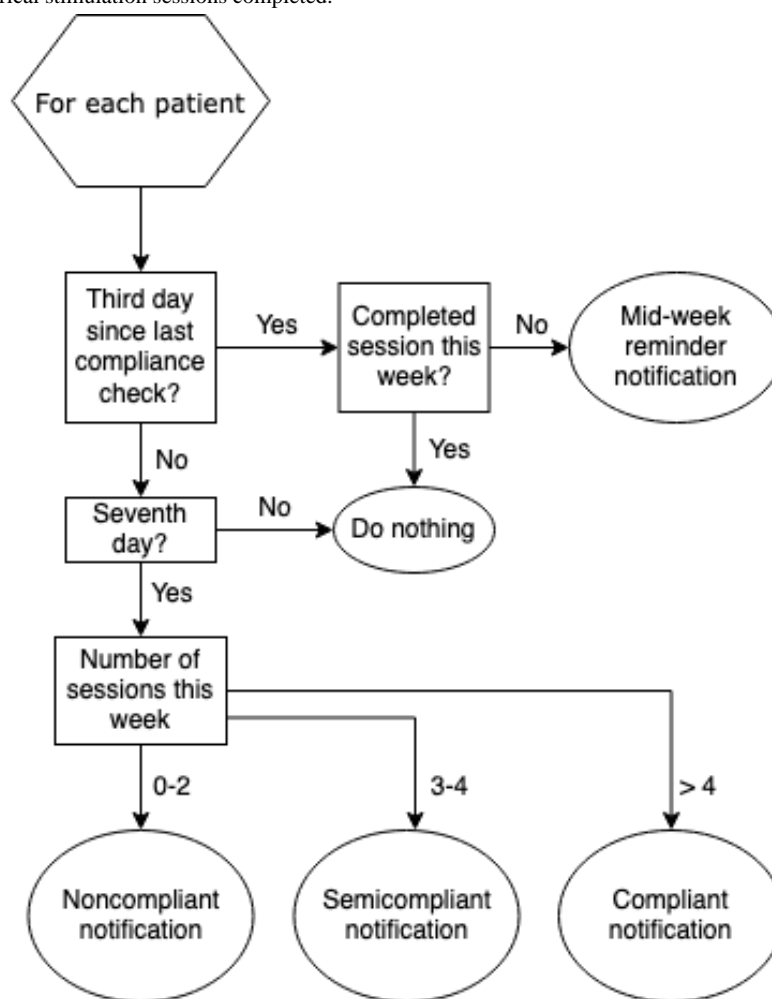 sessions completed.
For each patient
Third day
since last
compliance
check?
Yes
Completed
session this
week?
No
Mid-week
reminder
notification
No
Yes
Seventh
day?
No
Do nothing
Yes
Number of
sessions this
week
0-2
3-4
> 4
Noncompliant
notification
Semicompliant
notification
Compliant
notification